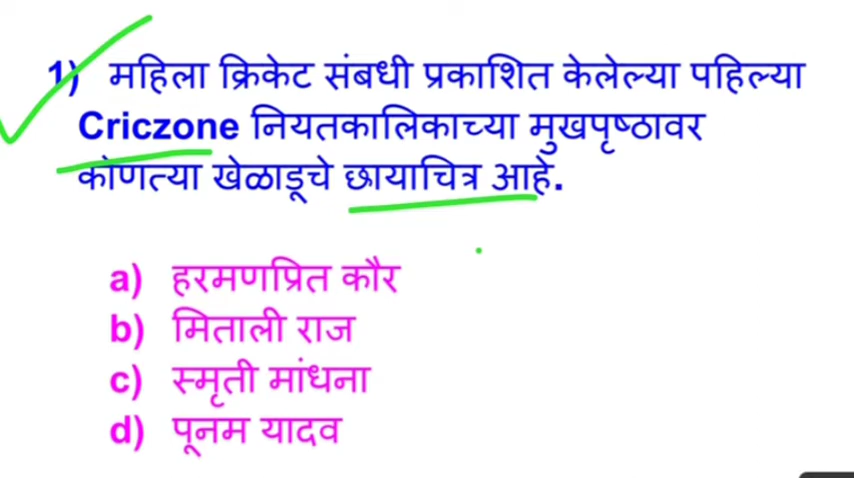 1) महिला क्रिकेट संबधी प्रकाशित केलेल्या पहिल्या
Criczone नियतकालिकाच्या मुखपृष्ठावर
कोणत्या खेळाडूचे छायाचित्र आहे.
a) हरमणप्रित कौर
b) मिताली राज
c) स्मृती मांधना
d) पूनम यादव